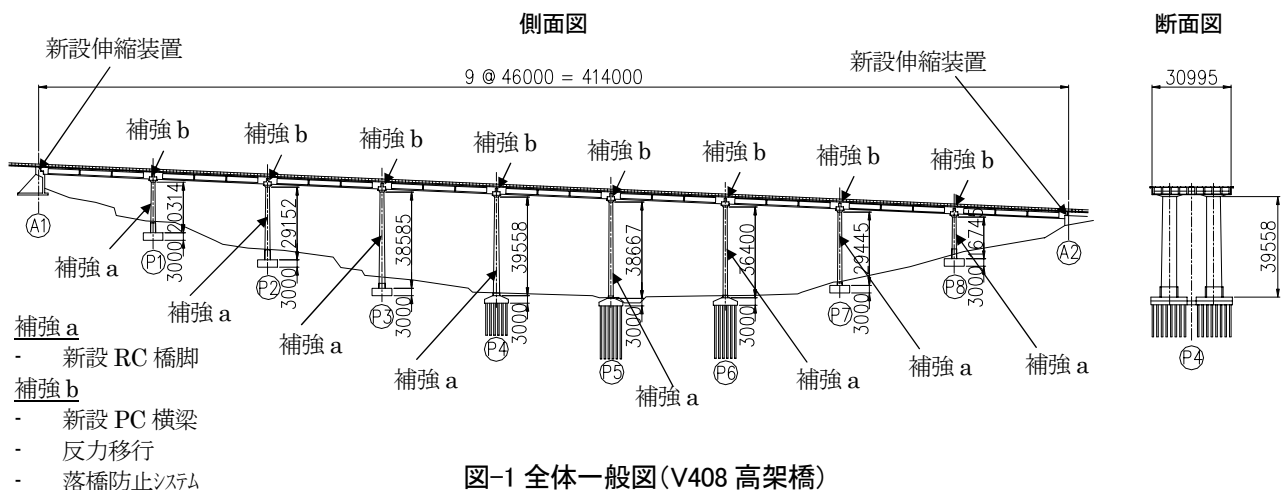 側面図
断面図
新設伸縮装置
9 @ 46000 = 414000
新設伸縮装置
30995
補強 b
補強 b
補強 b
補強 b
補強 b
補強 b
補強 b
補強 b
A1
20314
3000
P1
29152
3000
P2
38585
3000
P3
39558
3000
P4
38667
3000
P5
36400
3000
P6
29445
3000
P7
3000
P8
A2
39558
P4
補強 a
補強 a
補強 a
補強 a
補強 a
補強 a
補強 a
補強 a
補強 a
- 新設 RC 橋脚
補強 b
- 新設 PC 横梁
- 反力移行
- 落橋防止システム
図-1 全体一般図(V408 高架橋)